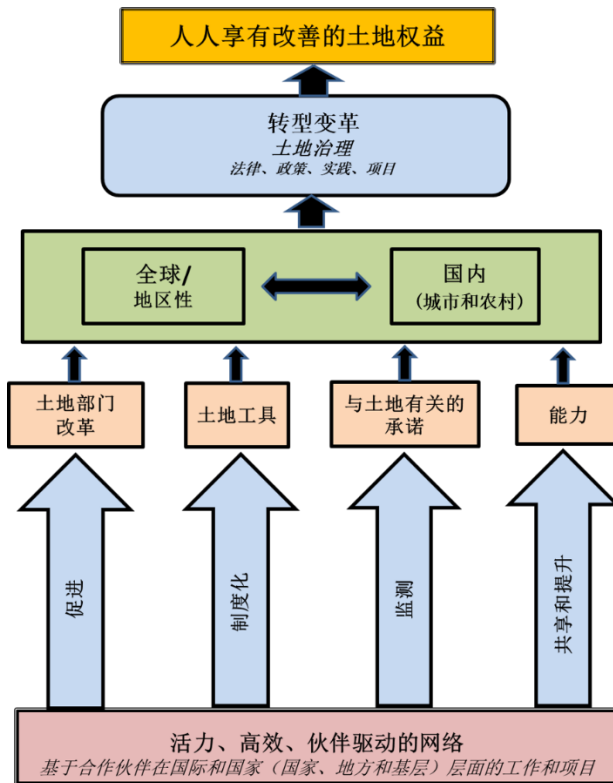 人人享有改善的土地权益
转型变革
土地治理
法律、政策、实践、项目
全球/
地区性
国内
(城市和农村)
土地部门
改革
土地工具
与土地有关的
承诺
能力
促进
制度化
监测
共享和提升
活力、高效、伙伴驱动的网络
基于合作伙伴在国际和国家（国家、地方和基层）层面的工作和项目